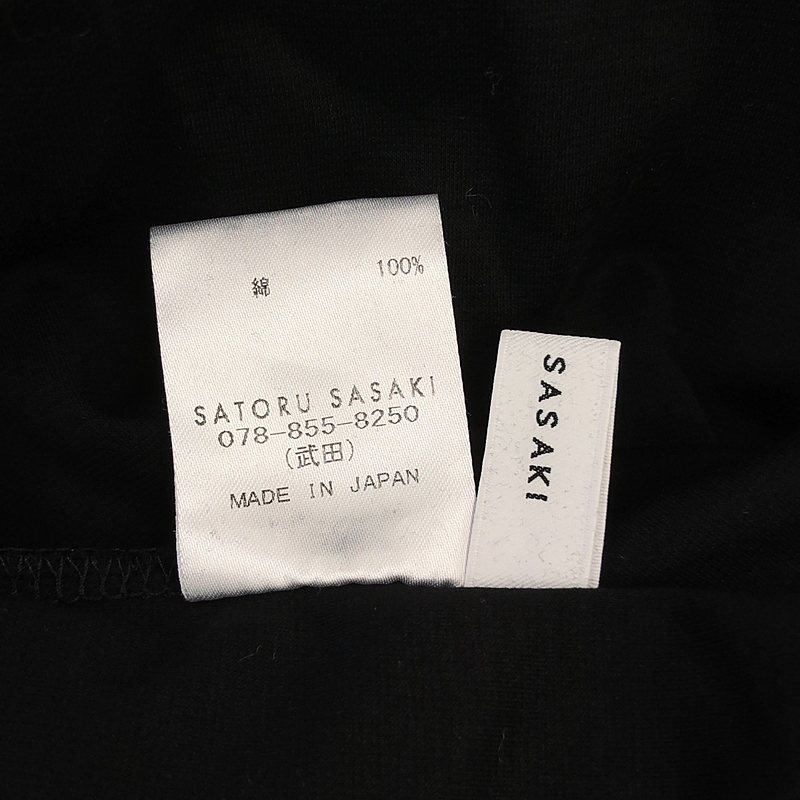 綿 100%
SATORU SASAKI
078-855-8250
(武田)
MADE IN JAPAN
SASAKI